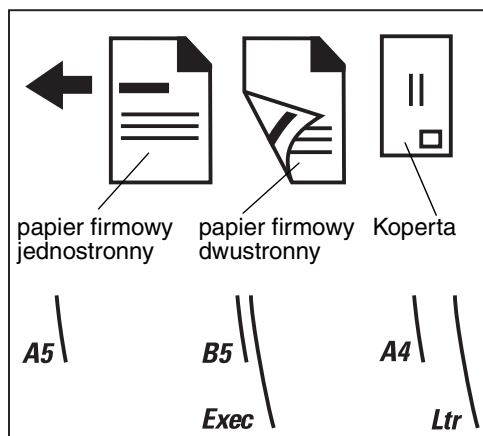 papier firmowy
jednostronny
papier firmowy
dwustronny
Koperta
A5
B5
Exec
A4
Ltr